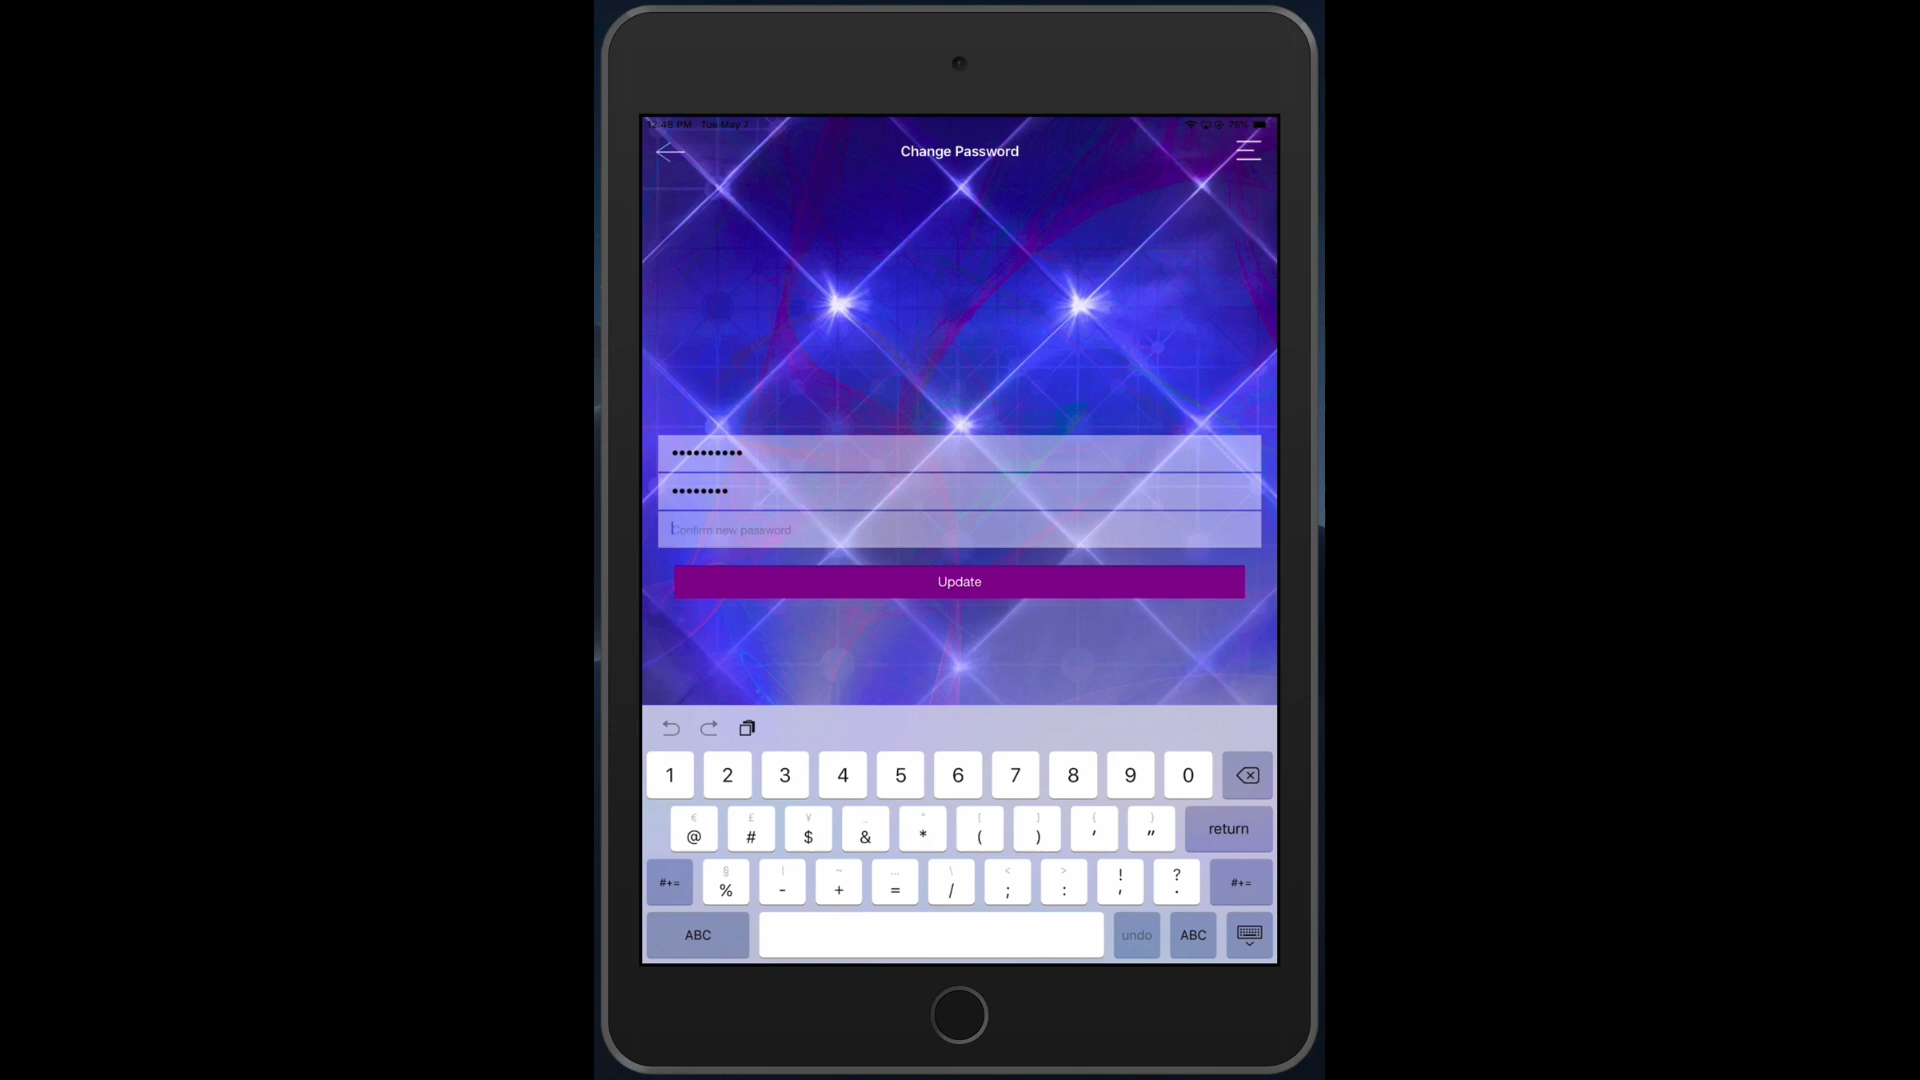 12:48 PM Tue May 7 75%
Change Password
••••••••••
••••••••
Confirm new password
Update
1 2 3 4 5 6 7 8 9 0
€ £ ¥ _ ^ [ ] { }
@ # $ & * ( ) ' " return
§ | ~ … \ < > ! ?
#+= % - + = / ; : , . #+=
ABC undo ABC